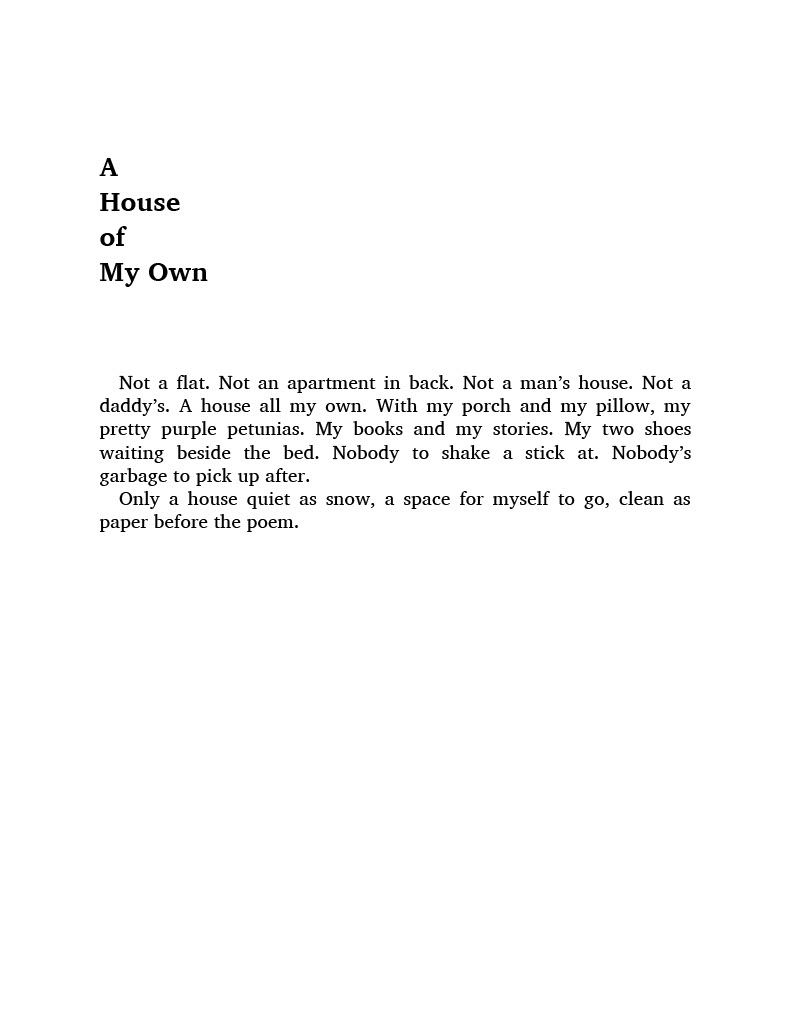 A
House
of
My Own
Not a flat. Not an apartment in back. Not a man’s house. Not a
daddy’s. A house all my own. With my porch and my pillow, my
pretty purple petunias. My books and my stories. My two shoes
waiting beside the bed. Nobody to shake a stick at. Nobody’s
garbage to pick up after.
Only a house quiet as snow, a space for myself to go, clean as
paper before the poem.